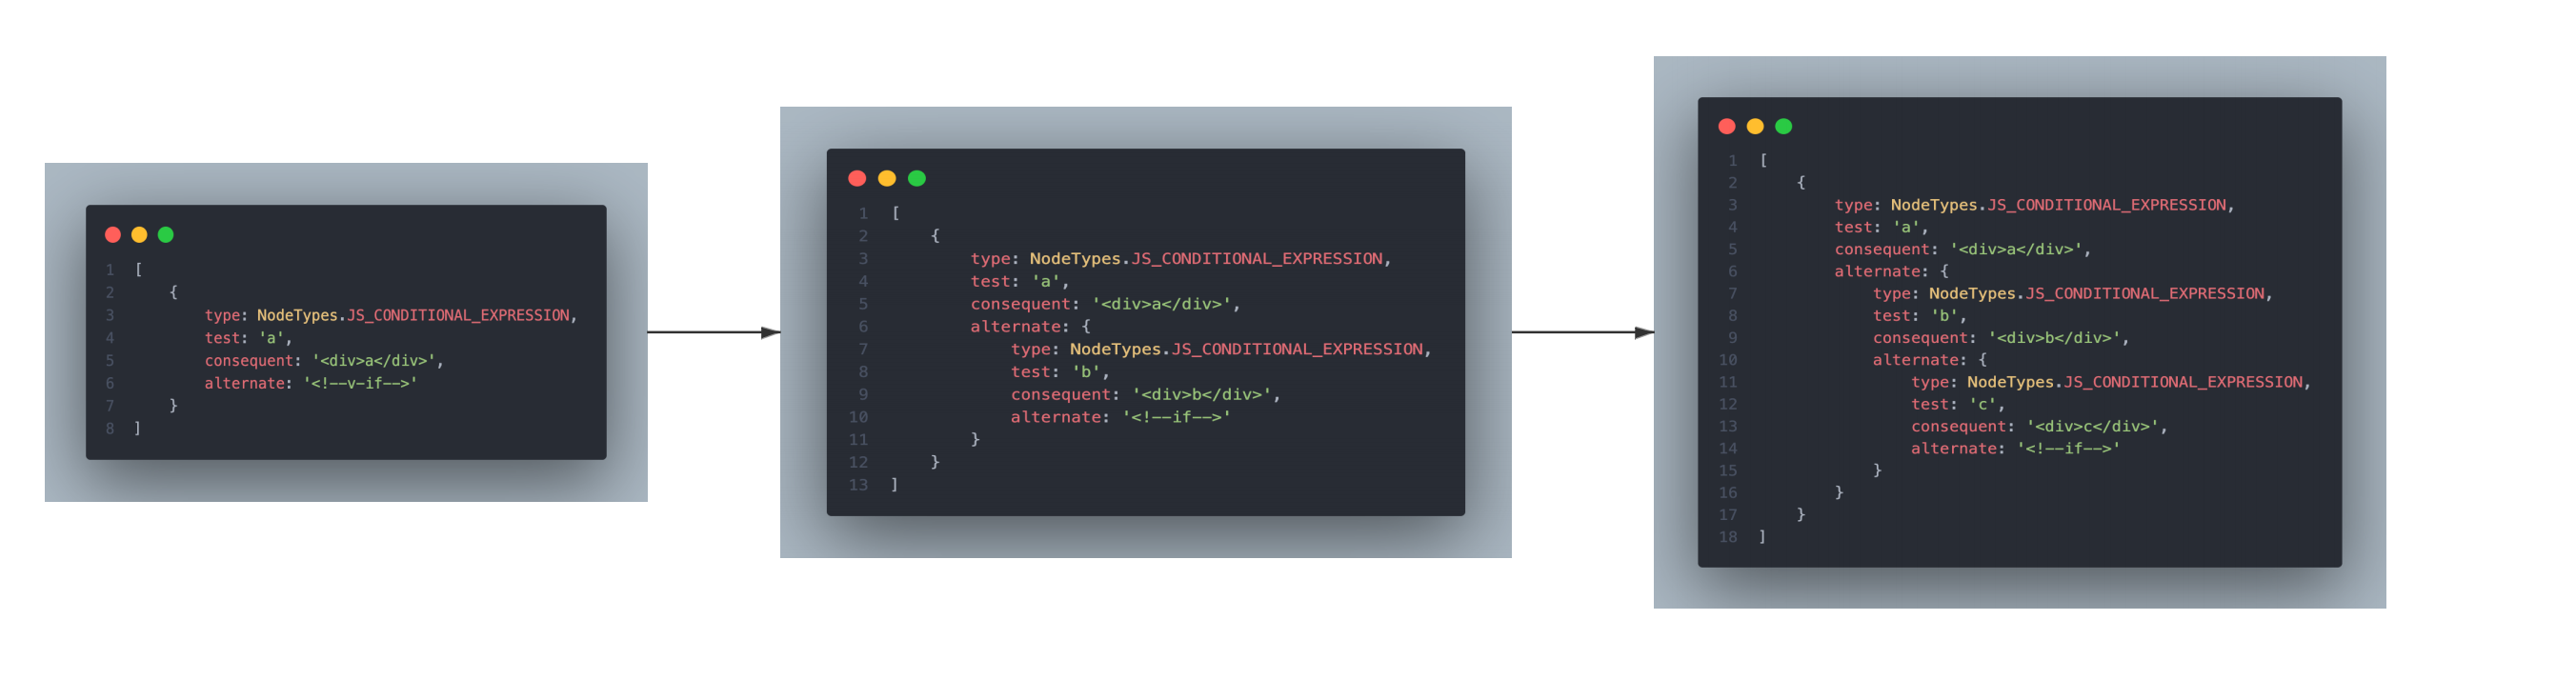 1 [
2     {
3         type: NodeTypes.JS_CONDITIONAL_EXPRESSION,
4         test: 'a',
5         consequent: '<div>a</div>',
6         alternate: '<!--v-if-->'
7     }
8 ]
1 [
2     {
3         type: NodeTypes.JS_CONDITIONAL_EXPRESSION,
4         test: 'a',
5         consequent: '<div>a</div>',
6         alternate: {
7             type: NodeTypes.JS_CONDITIONAL_EXPRESSION,
8             test: 'b',
9             consequent: '<div>b</div>',
10             alternate: '<!--if-->'
11         }
12     }
13 ]
1 [
2     {
3         type: NodeTypes.JS_CONDITIONAL_EXPRESSION,
4         test: 'a',
5         consequent: '<div>a</div>',
6         alternate: {
7             type: NodeTypes.JS_CONDITIONAL_EXPRESSION,
8             test: 'b',
9             consequent: '<div>b</div>',
10             alternate: {
11                 type: NodeTypes.JS_CONDITIONAL_EXPRESSION,
12                 test: 'c',
13                 consequent: '<div>c</div>',
14                 alternate: '<!--if-->'
15             }
16         }
17     }
18 ]